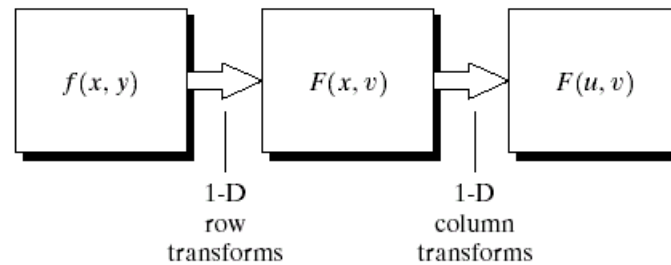 f(x, y)
F(x, v)
F(u, v)
1-D
row
transforms
1-D
column
transforms